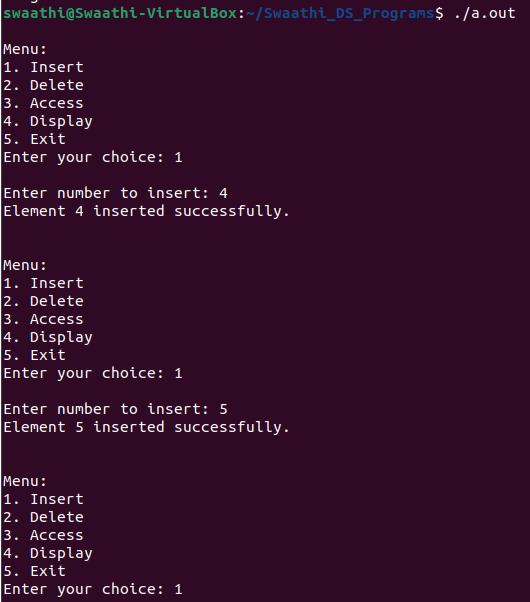 swaathi@Swaathi-VirtualBox:~/Swaathi_DS_Programs$ ./a.out
Menu:
1. Insert
2. Delete
3. Access
4. Display
5. Exit
Enter your choice: 1
Enter number to insert: 4
Element 4 inserted successfully.
Menu:
1. Insert
2. Delete
3. Access
4. Display
5. Exit
Enter your choice: 1
Enter number to insert: 5
Element 5 inserted successfully.
Menu:
1. Insert
2. Delete
3. Access
4. Display
5. Exit
Enter your choice: 1